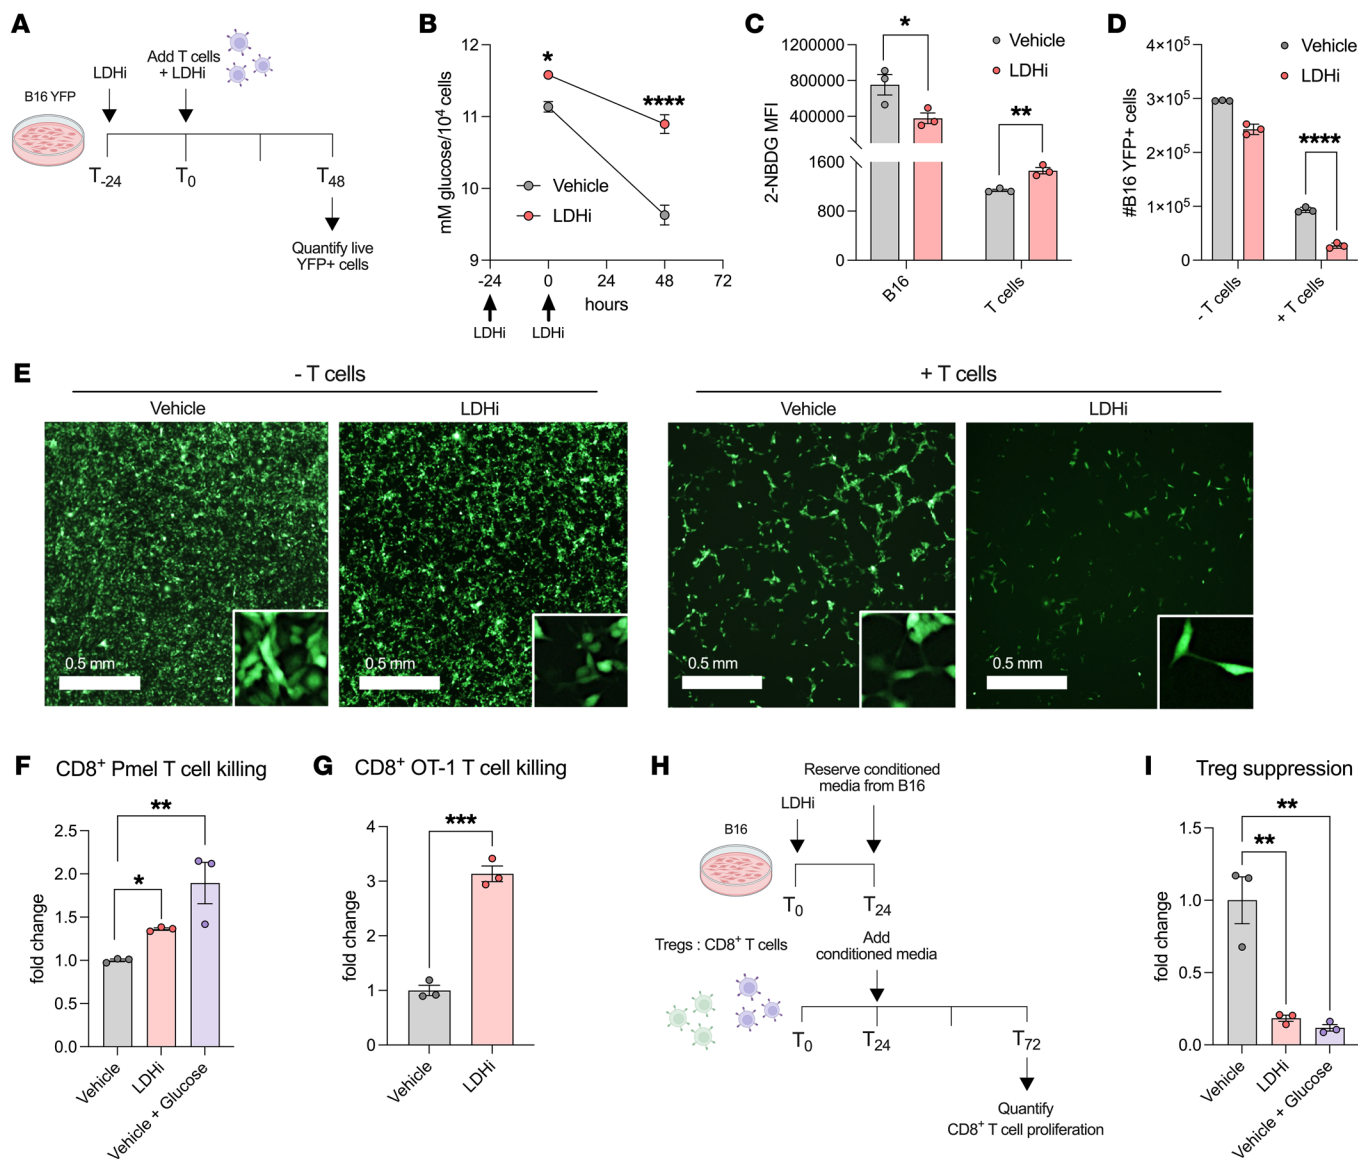 A
LDHi
Add T cells
+ LDHi
B16 YFP
T-24
T0
T48
Quantify live
YFP+ cells
B
mM glucose/10⁴ cells
12
11
10
9
*
****
Vehicle
LDHi
-24
0
24
48
72
hours
LDHi
LDHi
C
2-NBDG MFI
1200000
800000
400000
1600
800
0
*
**
Vehicle
LDHi
B16
T cells
D
#B16 YFP+ cells
4×10⁵
3×10⁵
2×10⁵
1×10⁵
0
****
Vehicle
LDHi
- T cells
+ T cells
E
- T cells
+ T cells
Vehicle
LDHi
Vehicle
LDHi
0.5 mm
0.5 mm
0.5 mm
0.5 mm
F
CD8⁺ Pmel T cell killing
fold change
2.5
2.0
1.5
1.0
0.5
0.0
**
*
Vehicle
LDHi
Vehicle + Glucose
G
CD8⁺ OT-1 T cell killing
fold change
4
3
2
1
0
***
Vehicle
LDHi
H
Reserve conditioned
media from B16
LDHi
B16
T0
T24
Tregs : CD8⁺ T cells
Add
conditioned media
T0
T24
T72
Quantify
CD8⁺ T cell proliferation
I
Treg suppression
fold change
1.5
1.0
0.5
0.0
**
**
Vehicle
LDHi
Vehicle + Glucose